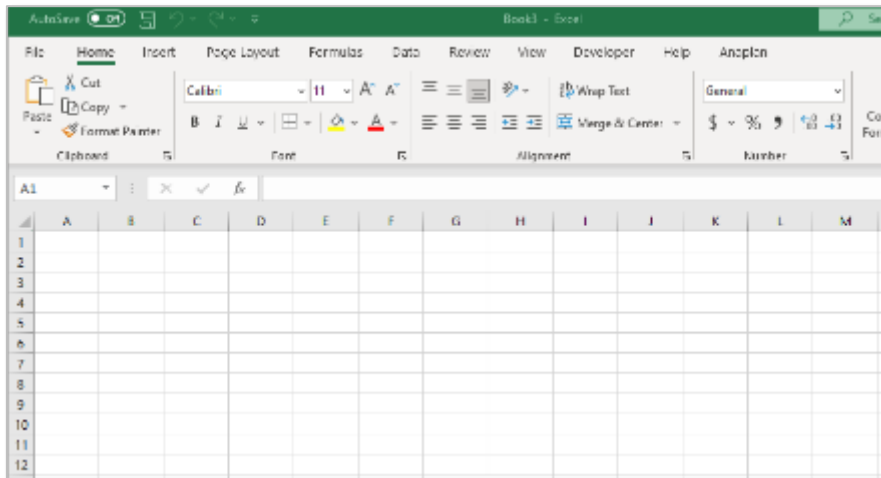 AutoSave Off Book3 - Excel
File Home Insert Page Layout Formulas Data Review View Developer Help Anaplan
Cut
Calibri 11 A A Wrap Text General
Paste
Copy
Format Painter
B I U A Merge & Center $ % 9
Clipboard Font Alignment Number
A1 fx
A B C D E F G H I J K L M
1
2
3
4
5
6
7
8
9
10
11
12